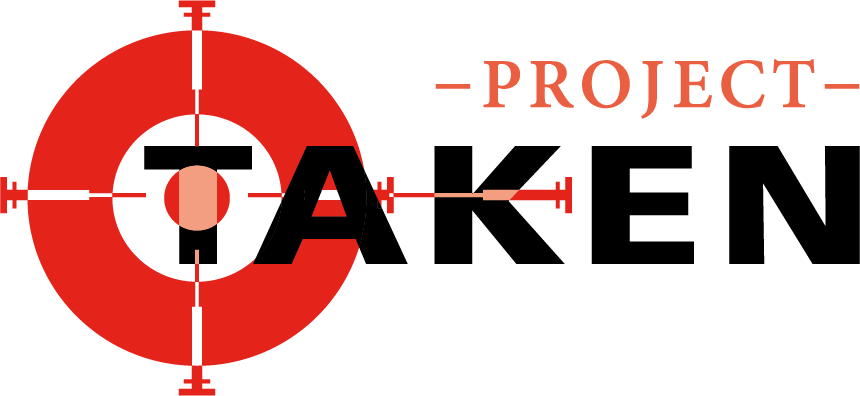 –PROJECT–
TAKEN